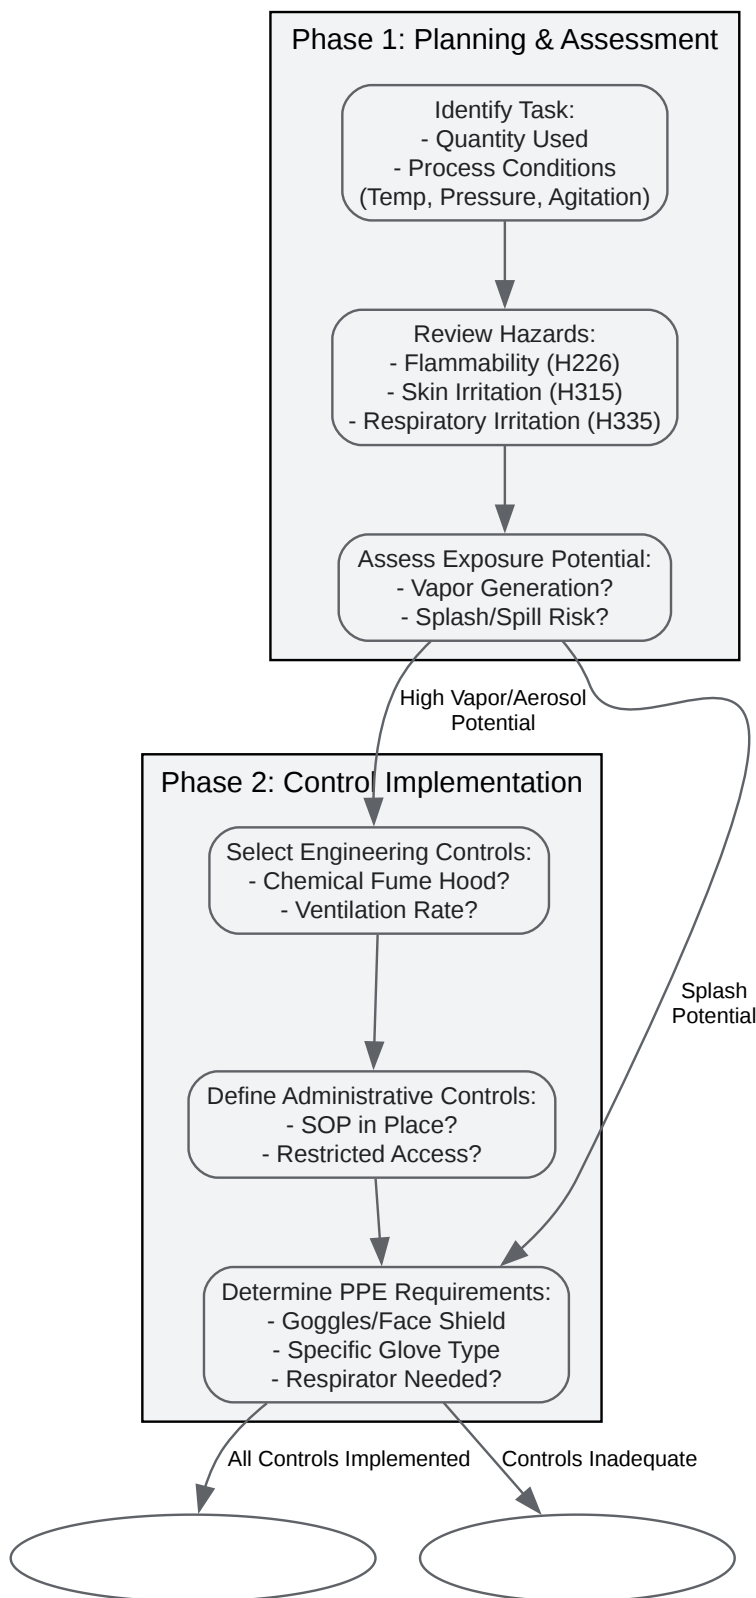 Phase 1: Planning & Assessment
Identify Task:
- Quantity Used
- Process Conditions
(Temp, Pressure, Agitation)
Review Hazards:
- Flammability (H226)
- Skin Irritation (H315)
- Respiratory Irritation (H335)
Assess Exposure Potential:
- Vapor Generation?
- Splash/Spill Risk?
High Vapor/Aerosol
Potential
Phase 2: Control Implementation
Select Engineering Controls:
- Chemical Fume Hood?
- Ventilation Rate?
Splash
Potential
Define Administrative Controls:
- SOP in Place?
- Restricted Access?
Determine PPE Requirements:
- Goggles/Face Shield
- Specific Glove Type
- Respirator Needed?
All Controls Implemented
Controls Inadequate